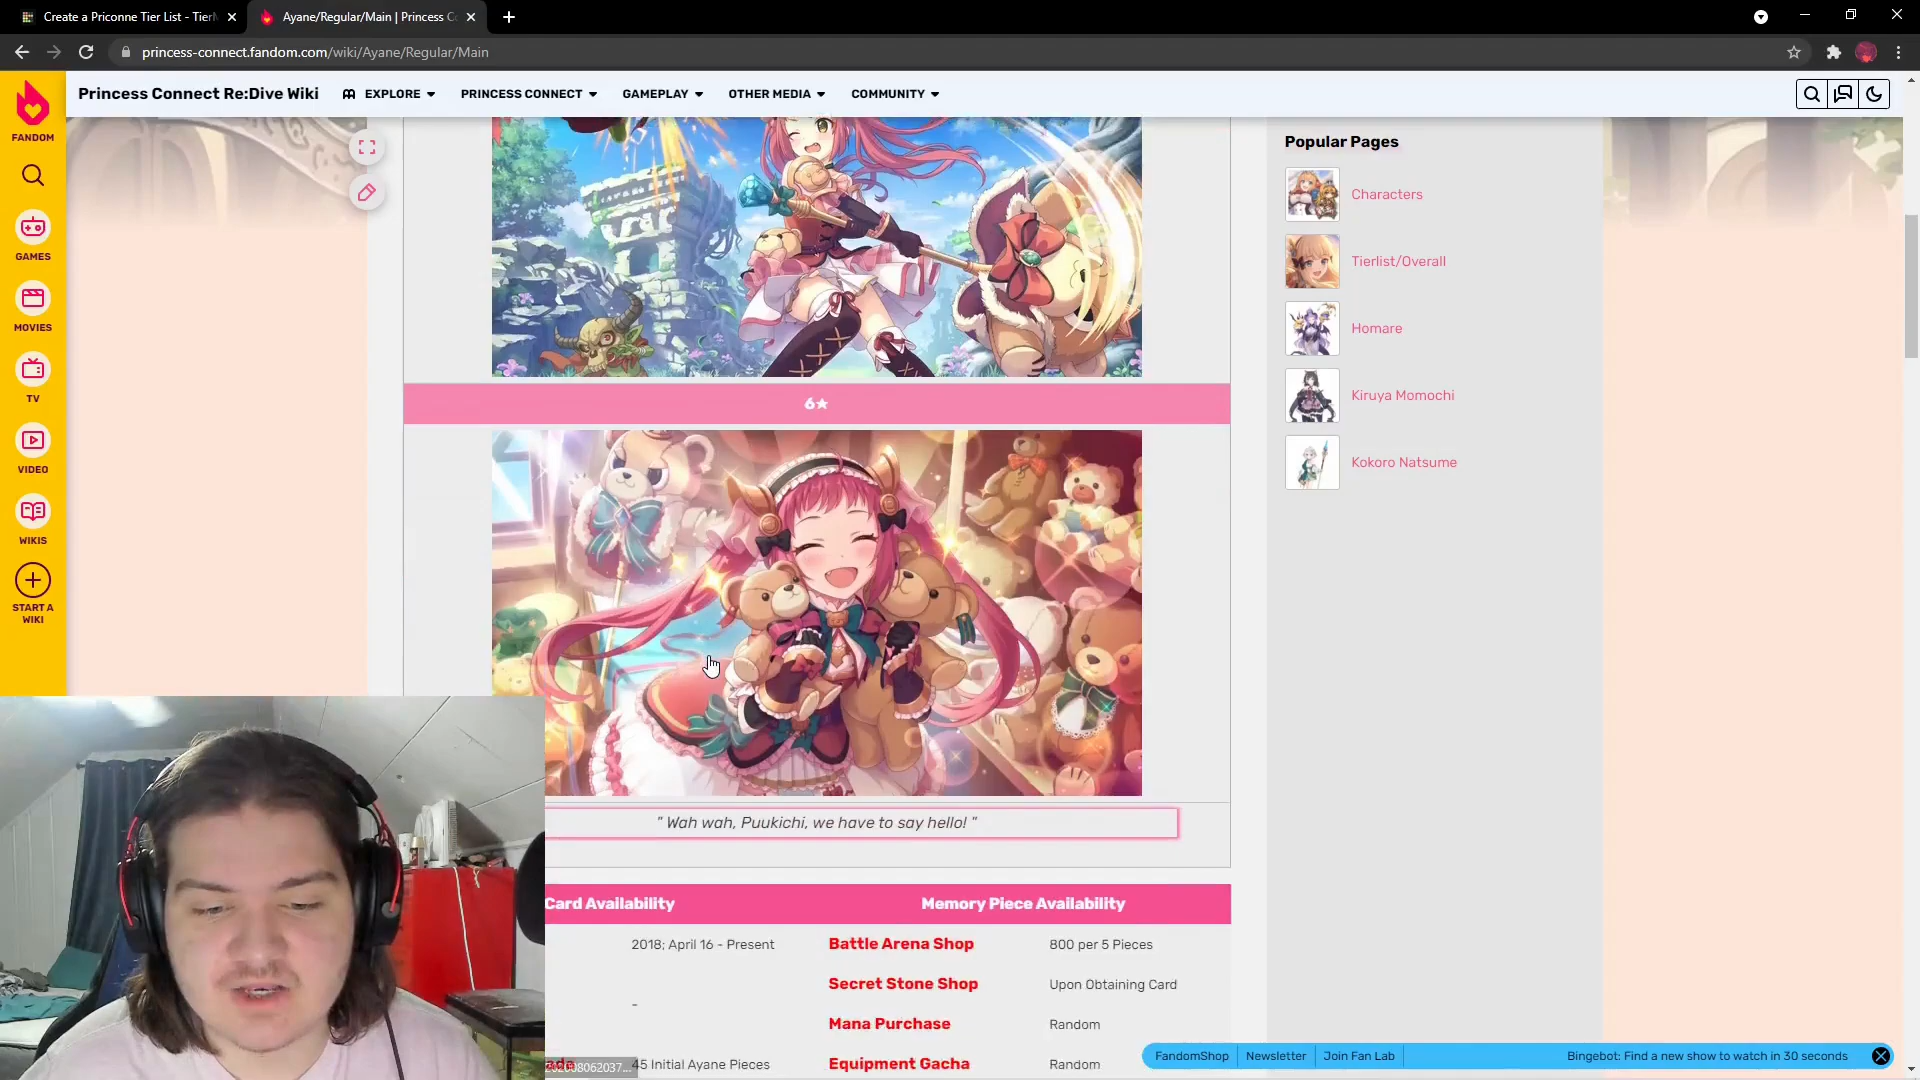 Create a Priconne Tier List - Tier
Ayane/Regular/Main | Princess Co
princess-connect.fandom.com/wiki/Ayane/Regular/Main
FANDOM
Princess Connect Re:Dive Wiki
EXPLORE
PRINCESS CONNECT
GAMEPLAY
OTHER MEDIA
COMMUNITY
GAMES
MOVIES
TV
VIDEO
WIKIS
START A
WIKI
Popular Pages
Characters
Tierlist/Overall
Homare
Kiruya Momochi
Kokoro Natsume
6★
" Wah wah, Puukichi, we have to say hello! "
Card Availability
Memory Piece Availability
2018; April 16 - Present
Battle Arena Shop
800 per 5 Pieces
Secret Stone Shop
Upon Obtaining Card
-
Mana Purchase
Random
45 Initial Ayane Pieces
Equipment Gacha
Random
FandomShop
Newsletter
Join Fan Lab
Bingebot: Find a new show to watch in 30 seconds